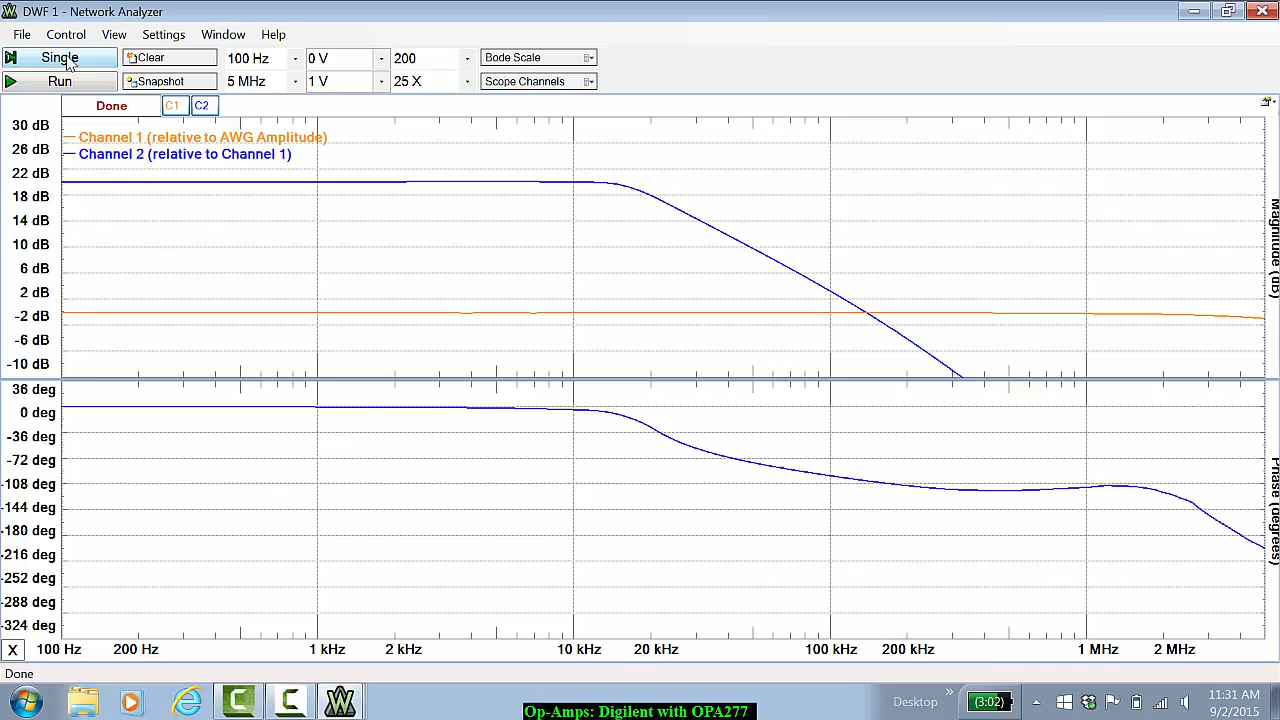 DWF 1 - Network Analyzer
File Control View Settings Window Help
Single Clear 100 Hz 0 V 200 Bode Scale
Run Snapshot 5 MHz 1 V 25 X Scope Channels
Done C1 C2
30 dB
Channel 1 (relative to AWG Amplitude)
26 dB
Channel 2 (relative to Channel 1)
22 dB
18 dB
14 dB
10 dB
6 dB
2 dB
-2 dB
-6 dB
-10 dB
Magnitude (dB)
36 deg
0 deg
-36 deg
-72 deg
-108 deg
-144 deg
-180 deg
-216 deg
-252 deg
-288 deg
-324 deg
Phase (degrees)
X 100 Hz 200 Hz 1 kHz 2 kHz 10 kHz 20 kHz 100 kHz 200 kHz 1 MHz 2 MHz
Done
Desktop » (3:02) 11:31 AM
9/2/2015
Op-Amps: Digilent with OPA277